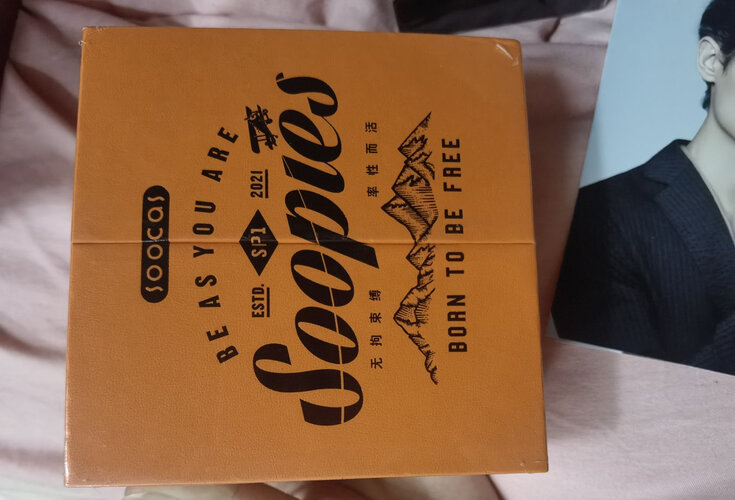 SOOCAS
BE AS YOU ARE
ESTD. SP1 2021
Soopies
无拘束缚 率性而活
BORN TO BE FREE